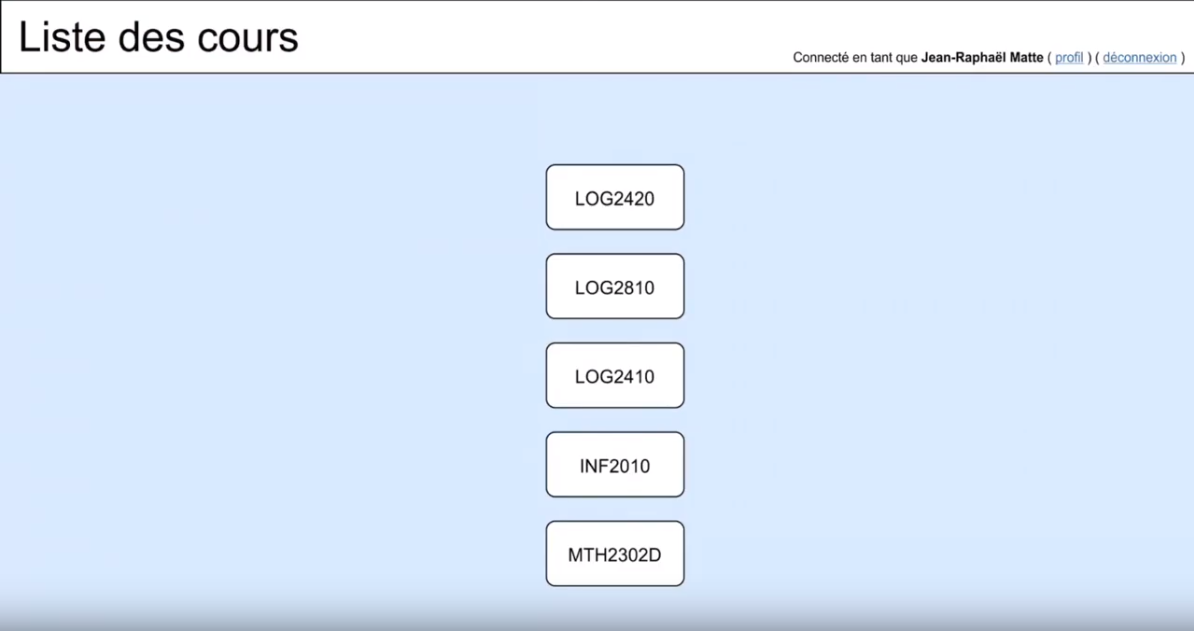 Liste des cours
Connecté en tant que Jean-Raphaël Matte ( profil ) ( déconnexion )
LOG2420
LOG2810
LOG2410
INF2010
MTH2302D